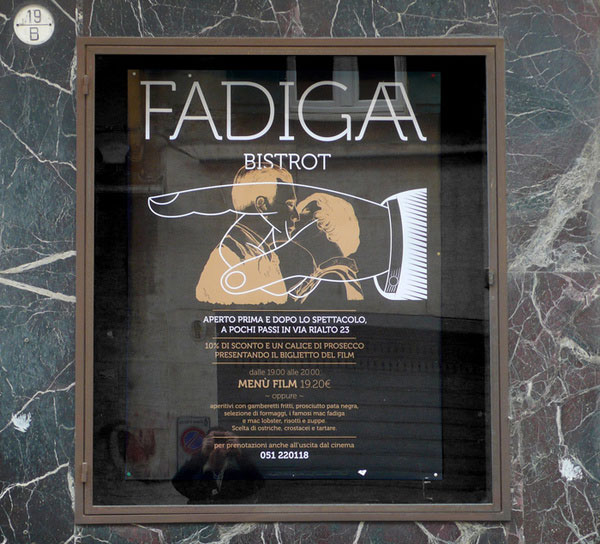 19
B
FADIGA
BISTROT
APERTO PRIMA E DOPO LO SPETTACOLO,
A POCHI PASSI IN VIA RIALTO 23
10% DI SCONTO E UN CALICE DI PROSECCO
PRESENTANDO IL BIGLIETTO DEL FILM
dalle 19.00 alle 20.00
MENÙ FILM 19.20€
~ oppure ~
aperitivi con gamberetti fritti, prosciutto pata negra,
selezione di formaggi, i famosi mac fadiga
e mac lobster, risotti e zuppe.
Scelta di ostriche, crostacei e tartare.
per prenotazioni anche all'uscita dal cinema
051 220118